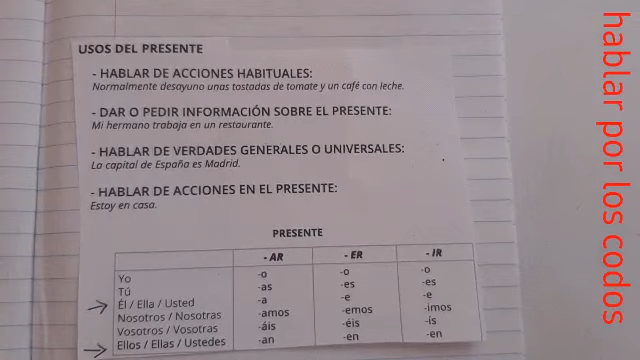 USOS DEL PRESENTE
- HABLAR DE ACCIONES HABITUALES:
Normalmente desayuno unas tostadas de tomate y un café con leche.
- DAR O PEDIR INFORMACIÓN SOBRE EL PRESENTE:
Mi hermano trabaja en un restaurante.
- HABLAR DE VERDADES GENERALES O UNIVERSALES:
La capital de España es Madrid.
- HABLAR DE ACCIONES EN EL PRESENTE:
Estoy en casa.
PRESENTE
- AR - ER - IR
Yo -o -o -o
Tú -as -es -es
Él / Ella / Usted -a -e -e
Nosotros / Nosotras -amos -emos -imos
Vosotros / Vosotras -áis -éis -ís
Ellos / Ellas / Ustedes -an -en -en
hablar por los codos